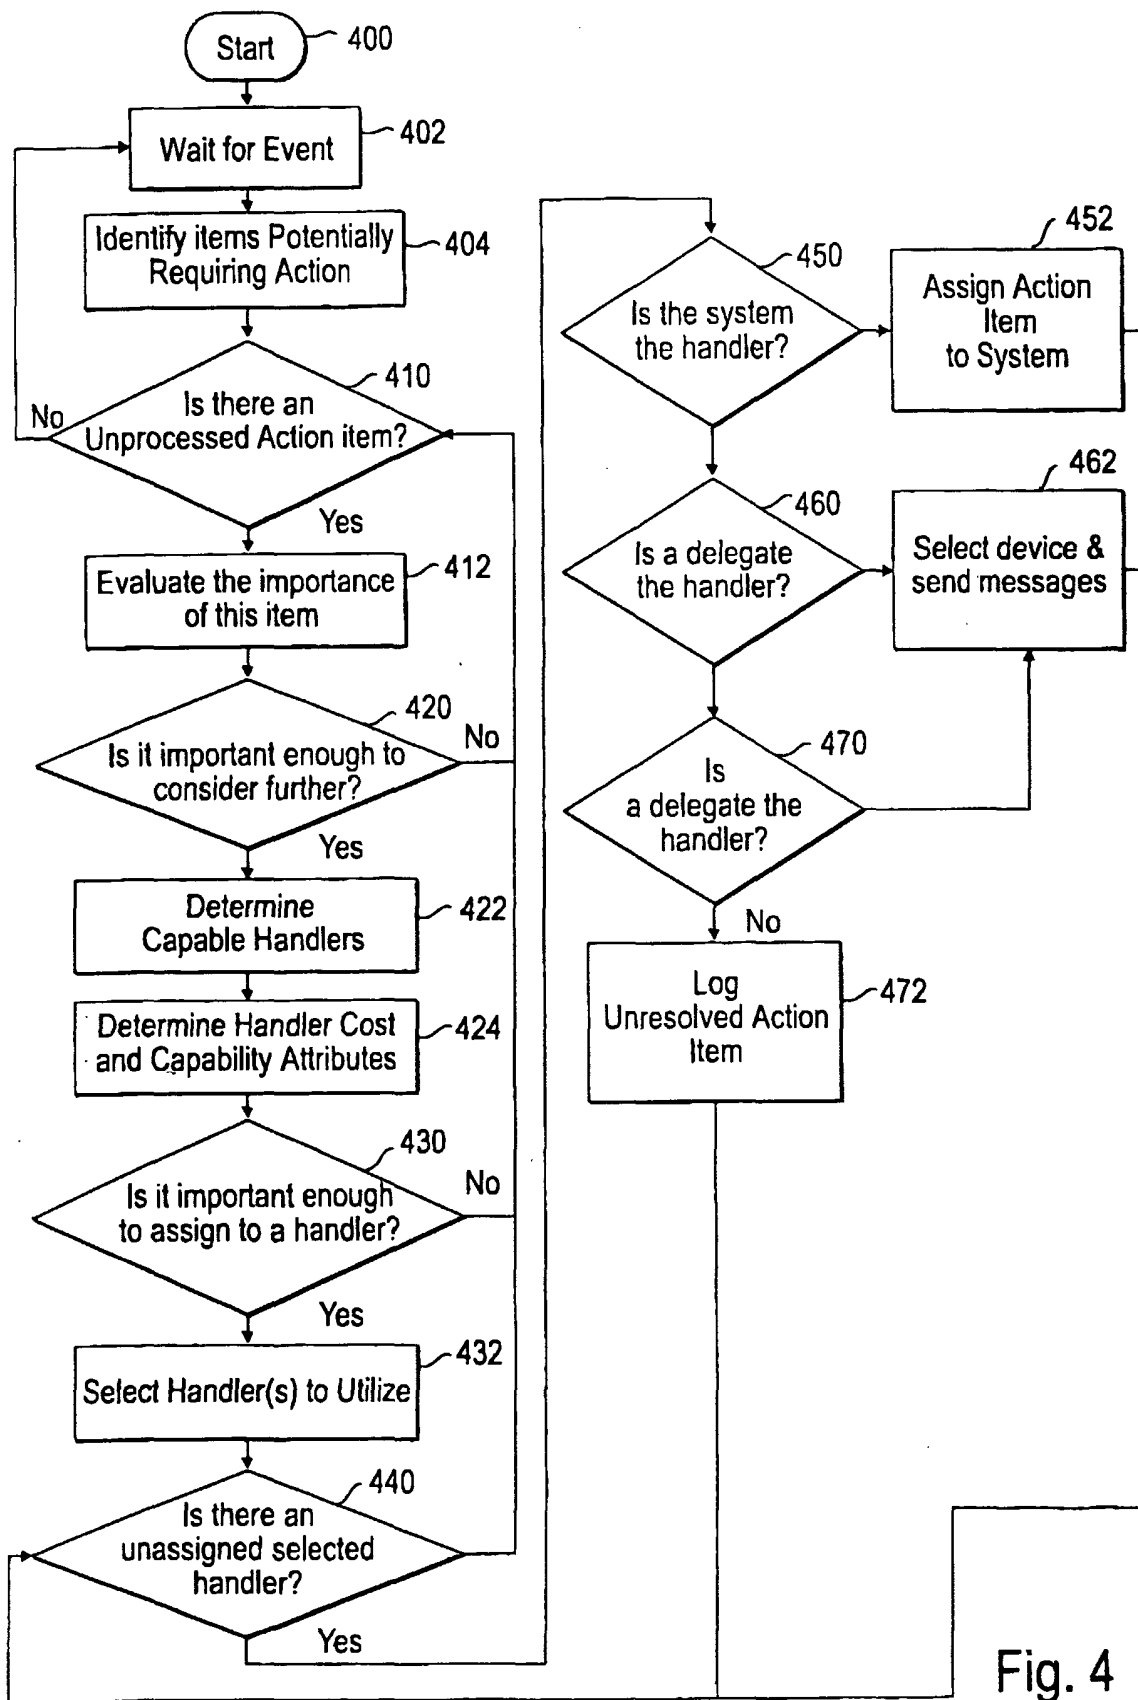 Start
400
Wait for Event
402
Identify items Potentially
Requiring Action
404
410
Is there an
Unprocessed Action item?
No
Yes
Evaluate the importance
of this item
412
420
Is it important enough to
consider further?
No
Yes
Determine
Capable Handlers
422
Determine Handler Cost
and Capability Attributes
424
430
Is it important enough
to assign to a handler?
No
Yes
432
Select Handler(s) to Utilize
440
Is there an
unassigned selected
handler?
Yes
450
Is the system
the handler?
452
Assign Action
Item
to System
460
Is a delegate
the handler?
462
Select device &
send messages
470
Is
a delegate the
handler?
No
Log
Unresolved Action
Item
472
Fig. 4